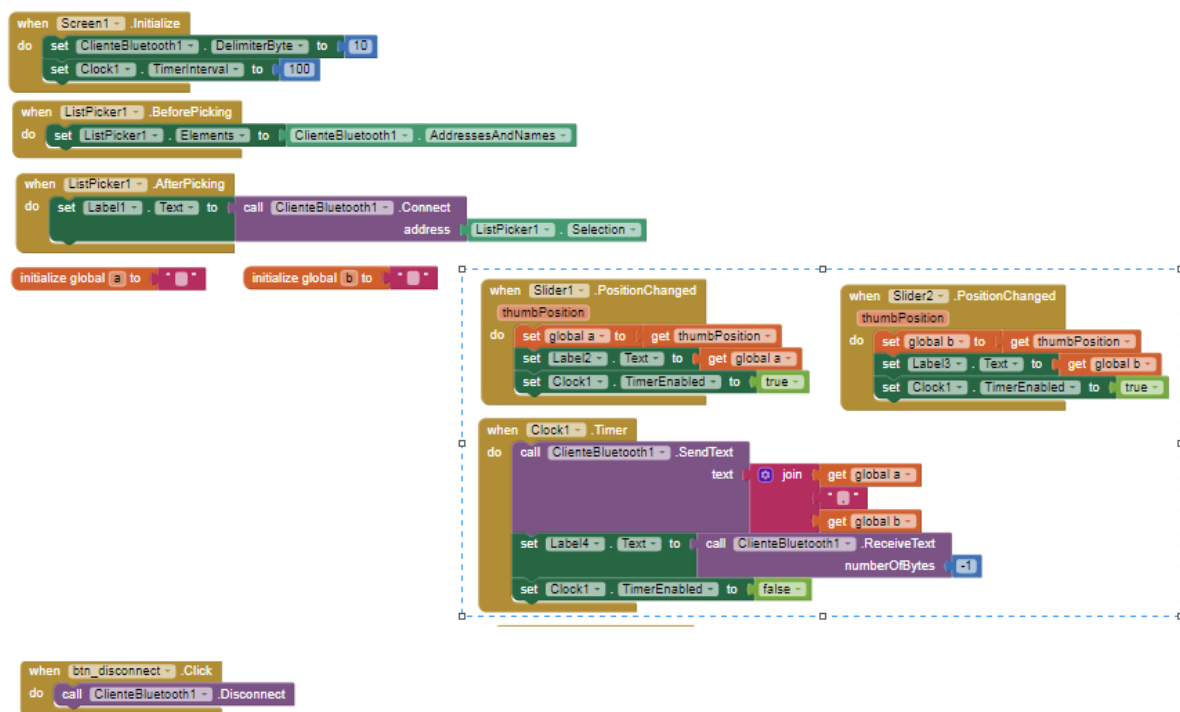 when Screen1 .Initialize
do set ClienteBluetooth1 . DelimiterByte to 10
set Clock1 . TimerInterval to 100
when ListPicker1 .BeforePicking
do set ListPicker1 . Elements to ClienteBluetooth1 . AddressesAndNames
when ListPicker1 .AfterPicking
do set Label1 . Text to call ClienteBluetooth1 .Connect
address ListPicker1 . Selection
initialize global a to " "
initialize global b to " "
when Slider1 .PositionChanged
thumbPosition
do set global a to get thumbPosition
set Label2 . Text to get global a
set Clock1 . TimerEnabled to true
when Slider2 .PositionChanged
thumbPosition
do set global b to get thumbPosition
set Label3 . Text to get global b
set Clock1 . TimerEnabled to true
when Clock1 .Timer
do call ClienteBluetooth1 .SendText
text join get global a
" , "
get global b
set Label4 . Text to call ClienteBluetooth1 .ReceiveText
numberOfBytes -1
set Clock1 . TimerEnabled to false
when btn_disconnect .Click
do call ClienteBluetooth1 .Disconnect